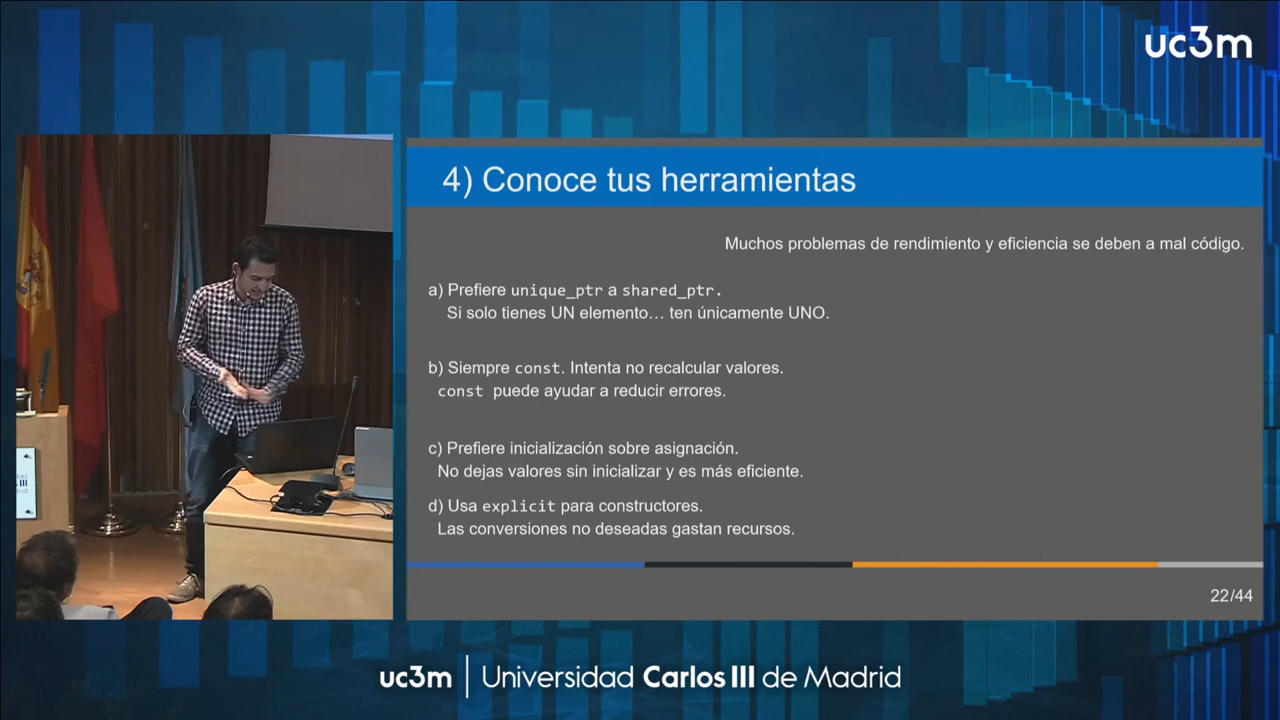 uc3m
4) Conoce tus herramientas
Muchos problemas de rendimiento y eficiencia se deben a mal código.
a) Prefiere unique_ptr a shared_ptr.
Si solo tienes UN elemento… ten únicamente UNO.
b) Siempre const. Intenta no recalcular valores.
const puede ayudar a reducir errores.
c) Prefiere inicialización sobre asignación.
No dejas valores sin inicializar y es más eficiente.
d) Usa explicit para constructores.
Las conversiones no deseadas gastan recursos.
22/44
uc3m | Universidad Carlos III de Madrid